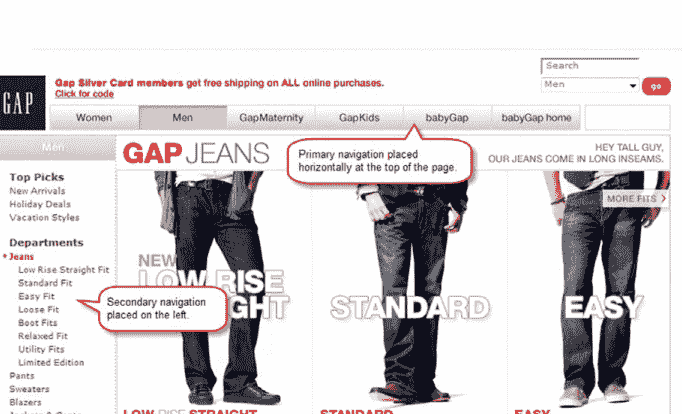 Search
Gap Silver Card members get free shipping on ALL online purchases.
Click for code
Men
go
GAP
Women
Men
GapMaternity
GapKids
babyGap
babyGap home
Men
GAP JEANS
Primary navigation placed
horizontally at the top of the page.
HEY TALL GUY,
OUR JEANS COME IN LONG INSEAMS.
Top Picks
New Arrivals
Holiday Deals
Vacation Styles
MORE FITS
Departments
Jeans
Low Rise Straight Fit
Standard Fit
Easy Fit
Loose Fit
Boot Fits
Relaxed Fit
Utility Fits
Limited Edition
Pants
Sweaters
Blazers
Secondary navigation
placed on the left.
NEW
LOW RISE
STANDARD
EASY
LOW RISE STRAIGHT
STANDARD
EASY